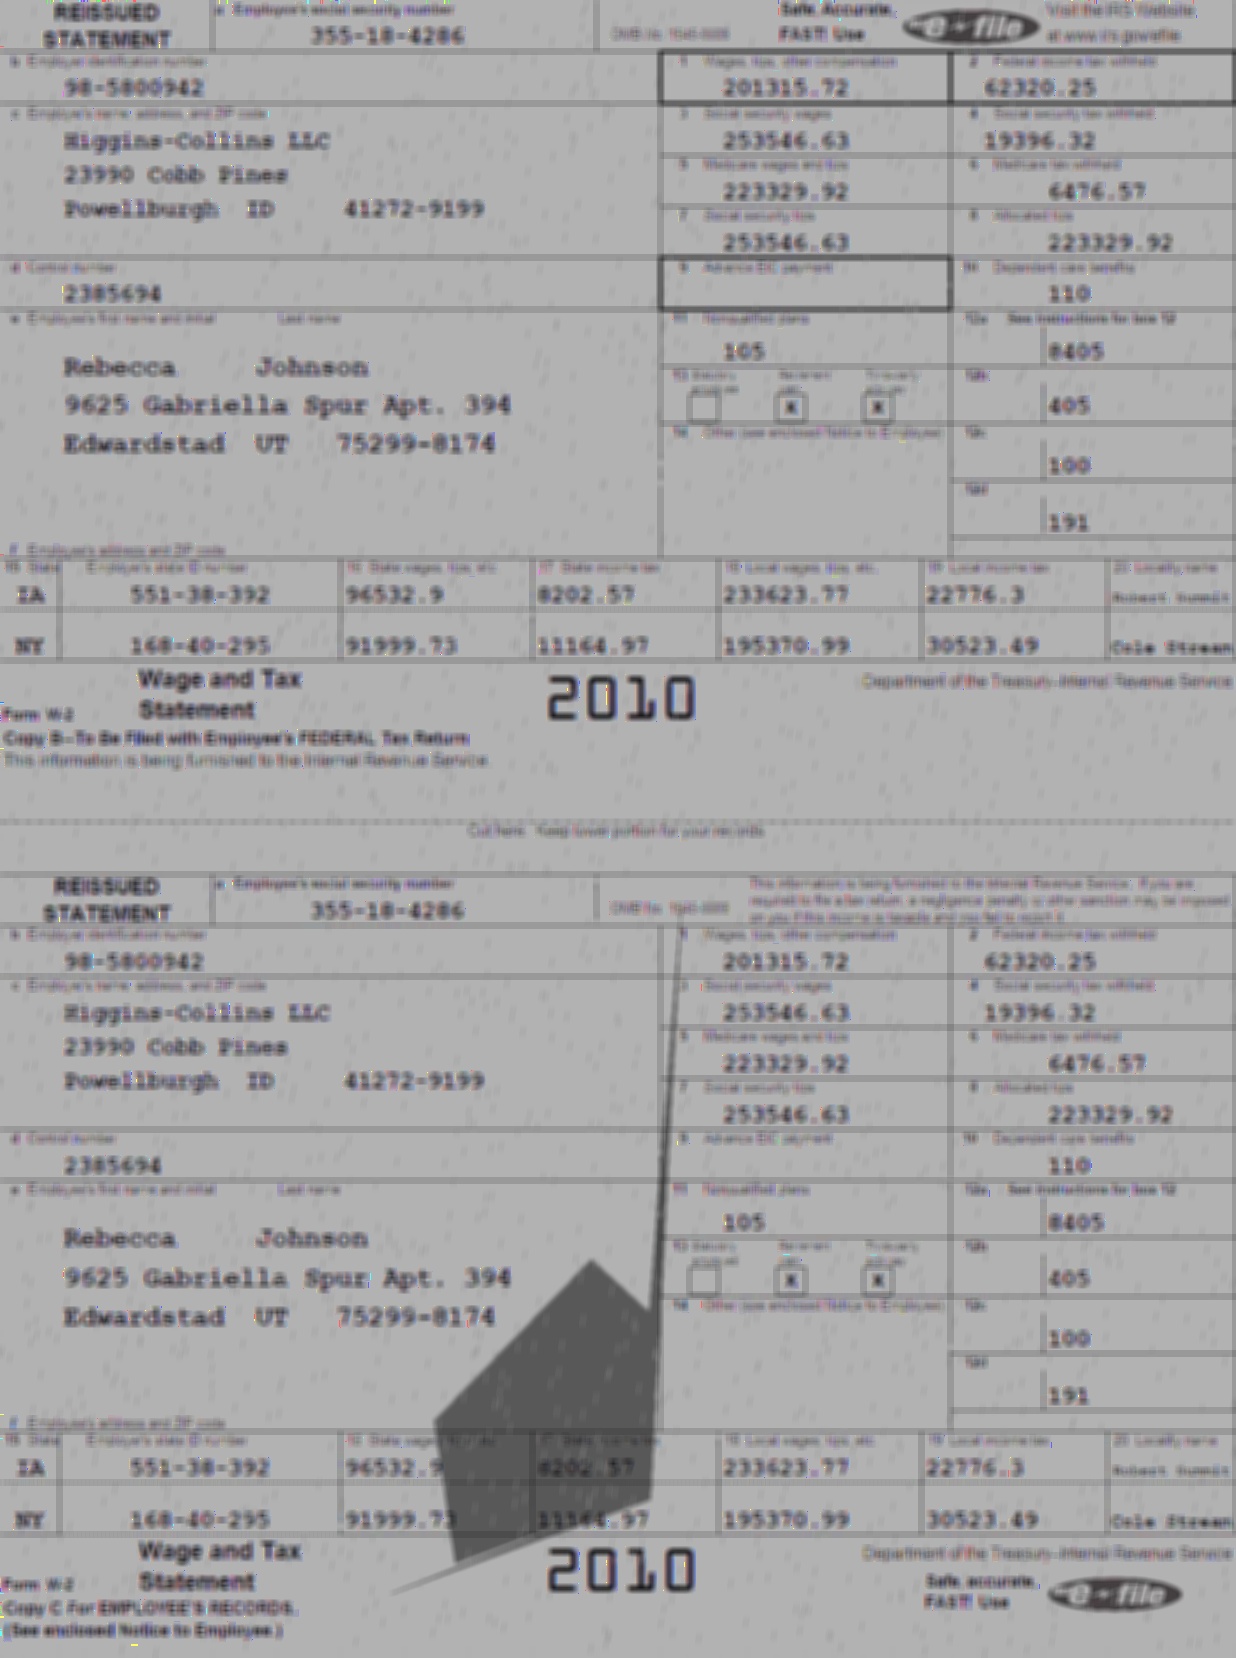 REISSUED STATEMENT
a Employee's social security number
355-18-4286
OMB No. 1545-0008
Safe, Accurate, FAST! Use
e-file
Visit the IRS Website at www.irs.gov/efile
b Employer identification number
98-5800942
1 Wages, tips, other compensation
201315.72
2 Federal income tax withheld
62320.25
c Employer's name, address, and ZIP code
Higgins-Collins LLC
23990 Cobb Pines
Powellburgh ID 41272-9199
3 Social security wages
253546.63
4 Social security tax withheld
19396.32
5 Medicare wages and tips
223329.92
6 Medicare tax withheld
6476.57
7 Social security tips
253546.63
8 Allocated tips
223329.92
d Control number
2385694
9 Advance EIC payment
10 Dependent care benefits
110
e Employee's first name and initial Last name
Rebecca Johnson
9625 Gabriella Spur Apt. 394
Edwardstad UT 75299-8174
11 Nonqualified plans
105
12a See instructions for box 12
8405
13
X X
12b
405
14 Other (see enclosed Notice to Employee)
12c
100
12d
191
f Employee's address and ZIP code
15 State Employer's state ID number 16 State wages, tips, etc. 17 State income tax 18 Local wages, tips, etc. 19 Local income tax 20 Locality name
IA 551-38-392 96532.9 8202.57 233623.77 22776.3
NY 168-40-295 91999.73 11164.97 195370.99 30523.49 Cole Stream
Form W-2 Wage and Tax Statement
2010
Department of the Treasury-Internal Revenue Service
Copy B-To Be Filed with Employee's FEDERAL Tax Return
This information is being furnished to the Internal Revenue Service.
Cut here. Keep lower portion for your records.
REISSUED STATEMENT
a Employee's social security number
355-18-4286
OMB No. 1545-0008
This information is being furnished to the Internal Revenue Service. If you are
required to file a tax return, a negligence penalty or other sanction may be imposed
on you if this income is taxable and you fail to report it.
b Employer identification number
98-5800942
1 Wages, tips, other compensation
201315.72
2 Federal income tax withheld
62320.25
c Employer's name, address, and ZIP code
Higgins-Collins LLC
23990 Cobb Pines
Powellburgh ID 41272-9199
3 Social security wages
253546.63
4 Social security tax withheld
19396.32
5 Medicare wages and tips
223329.92
6 Medicare tax withheld
6476.57
7 Social security tips
253546.63
8 Allocated tips
223329.92
d Control number
2385694
9 Advance EIC payment
10 Dependent care benefits
110
e Employee's first name and initial Last name
Rebecca Johnson
9625 Gabriella Spur Apt. 394
Edwardstad UT 75299-8174
11 Nonqualified plans
105
12a See instructions for box 12
8405
13
X X
12b
405
14 Other (see enclosed Notice to Employee)
12c
100
12d
191
f Employee's address and ZIP code
15 State Employer's state ID number 16 State wages, tips, etc. 17 State income tax 18 Local wages, tips, etc. 19 Local income tax 20 Locality name
IA 551-38-392 96532.9 8202.57 233623.77 22776.3
NY 168-40-295 91999.73 11164.97 195370.99 30523.49 Cole Stream
Form W-2 Wage and Tax Statement
2010
Department of the Treasury-Internal Revenue Service
Copy C For EMPLOYEE'S RECORDS.
(See enclosed Notice to Employee.)
Safe, accurate, FAST! Use
e-file